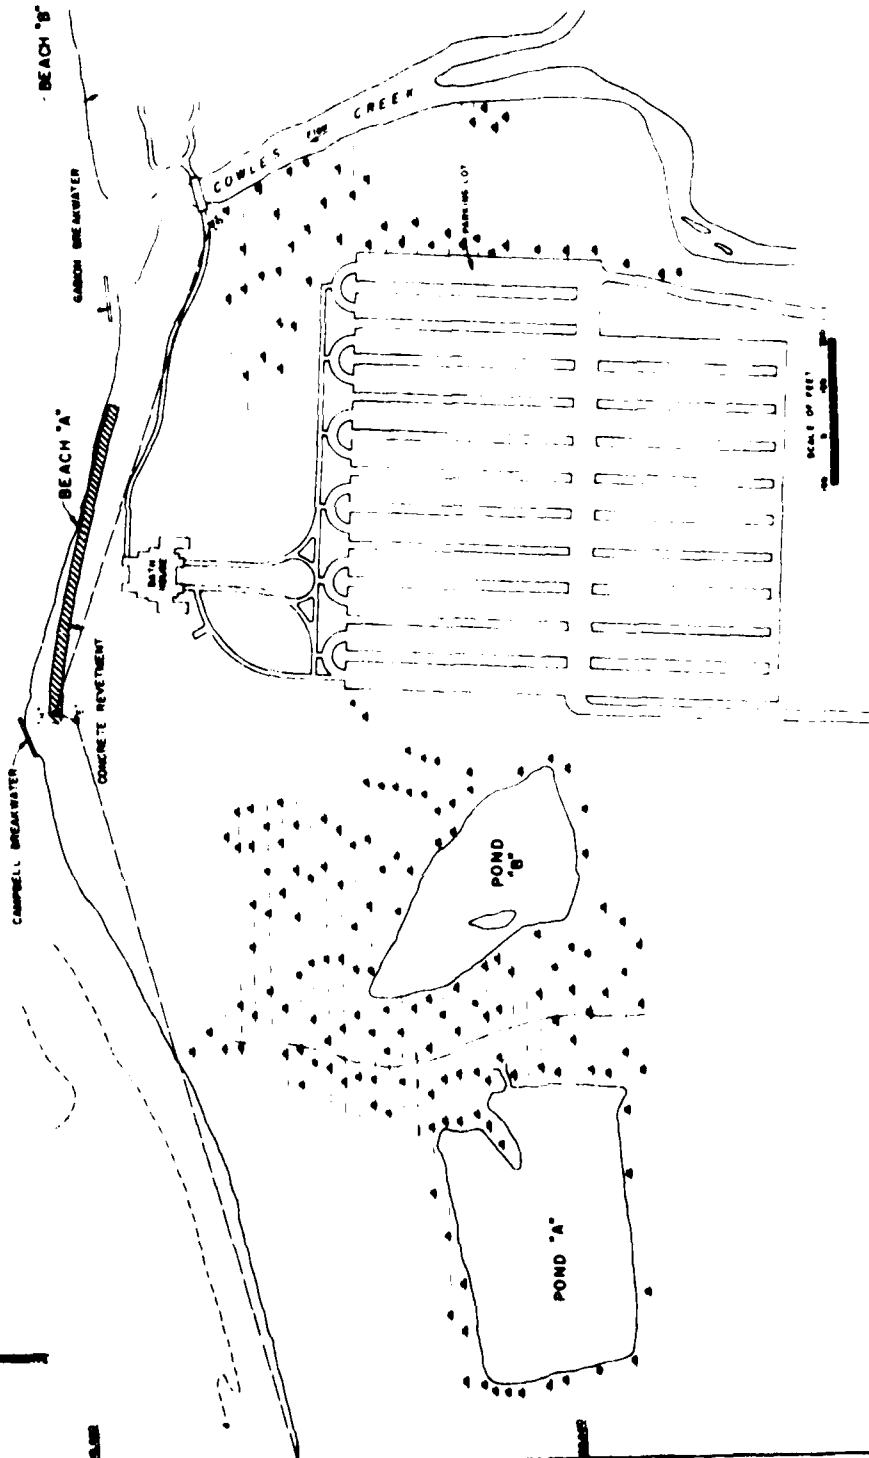 BEACH "B"
GABION BREAKWATER
COWLES CREEK
FLOW
PARKING LOT
BEACH "A"
BATH
HOUSE
SCALE OF FEET
CONCRETE REVETMENT
CAMPBELL BREAKWATER
POND
"B"
POND "A"